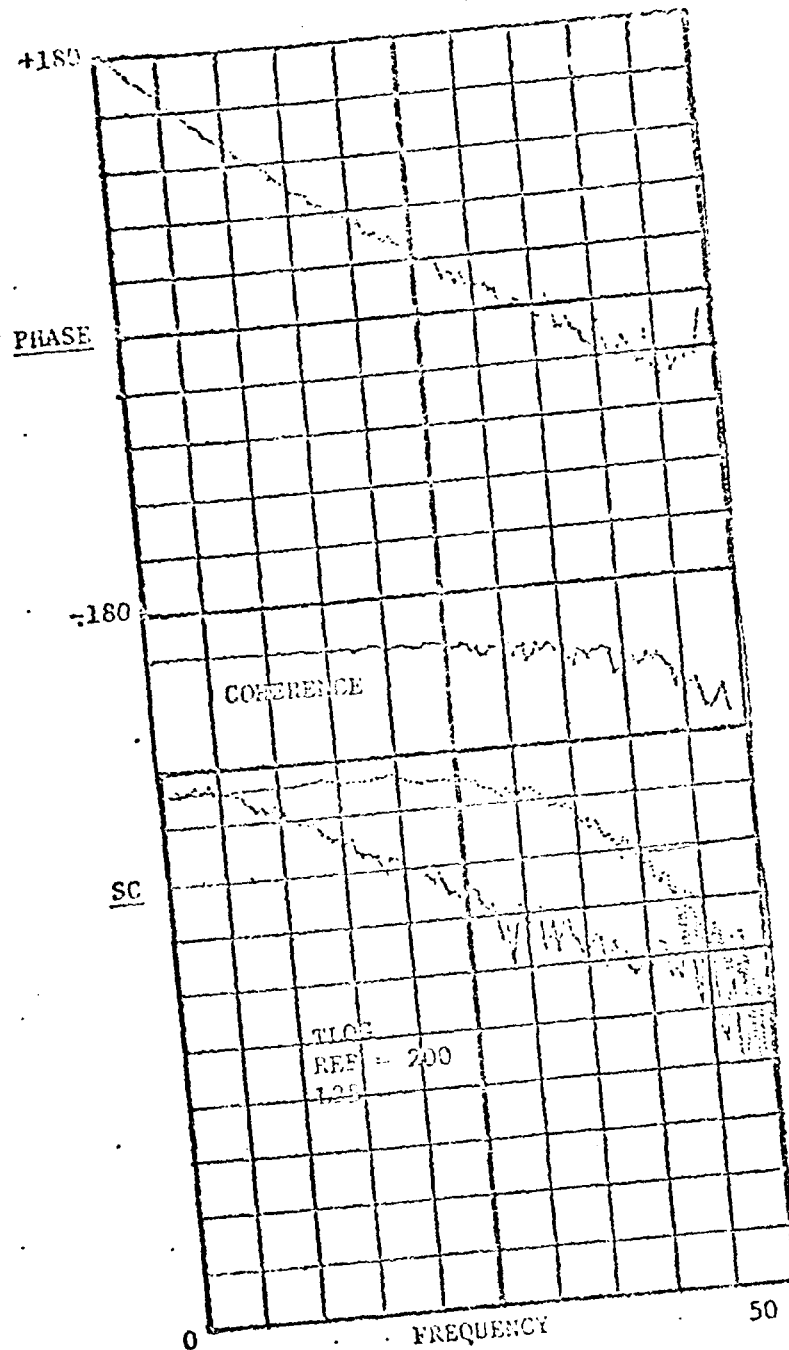 +180
PHASE
-180
COHERENCE
SC
REF = 200
0
FREQUENCY
50